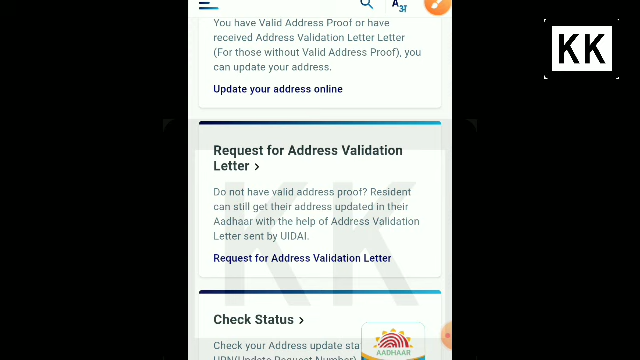 A अ
KK
You have Valid Address Proof or have
received Address Validation Letter Letter
(For those without Valid Address Proof), you
can update your address.
Update your address online
Request for Address Validation
Letter >
Do not have valid address proof? Resident
can still get their address updated in their
Aadhaar with the help of Address Validation
Letter sent by UIDAI.
Request for Address Validation Letter
KK
Check Status >
Check your Address update sta
URN(Update Request Number)
AADHAAR